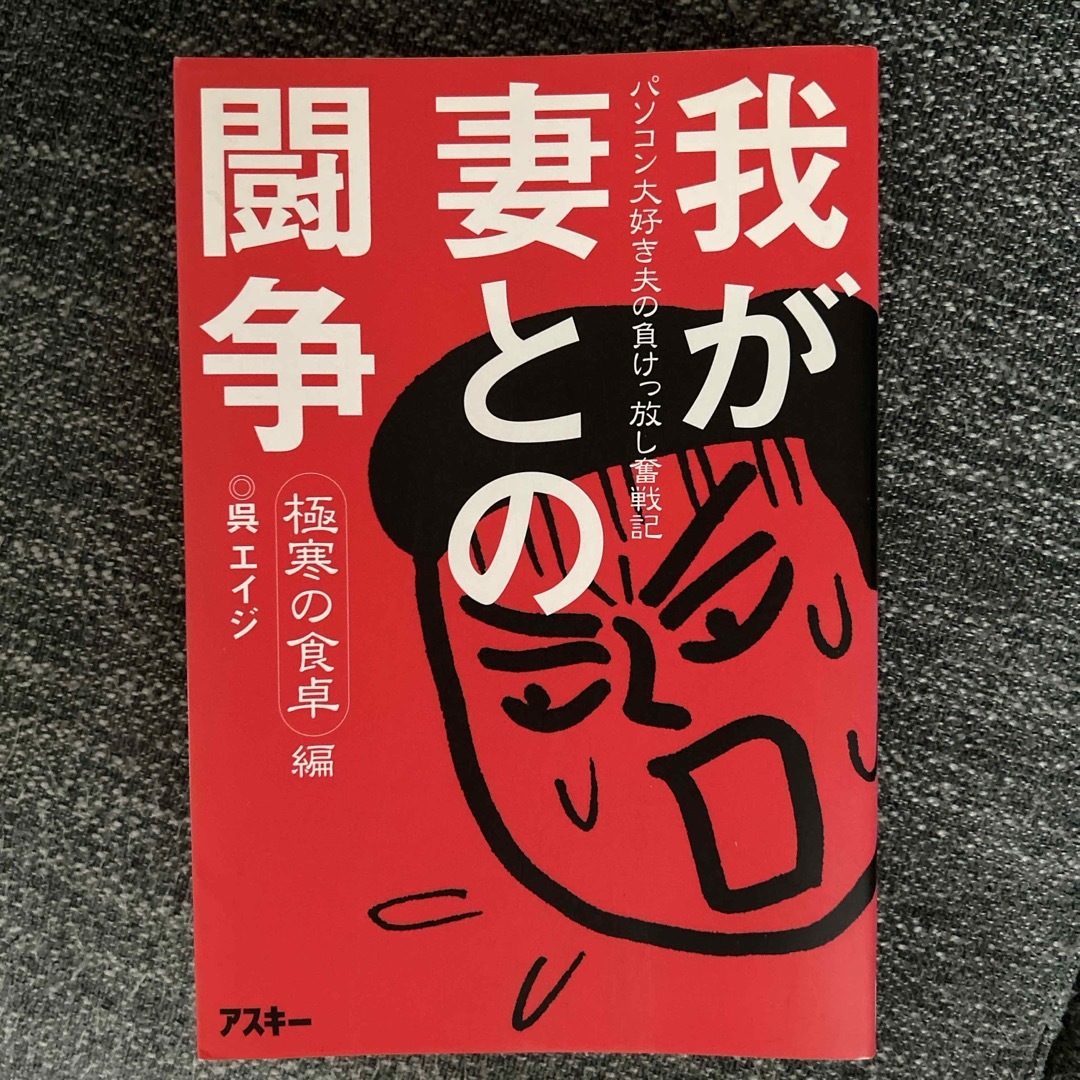 我が
妻との
闘争
パソコン大好き夫の負けっ放し奮戦記
極寒の食卓編
◎呉エイジ
アスキー